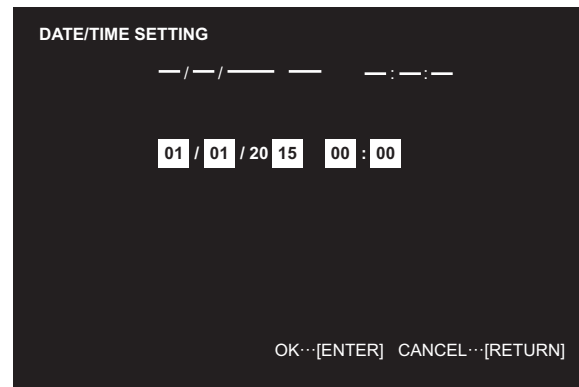 DATE/TIME SETTING
––/––/–––– ––– ––:––:––
01 / 01 / 20 15 00 : 00
OK···[ENTER] CANCEL···[RETURN]